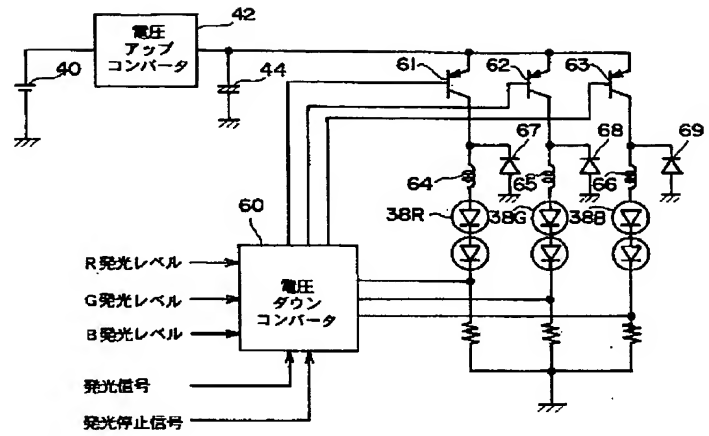 42
電圧
アップ
コンバータ
40
44
61
62
63
67
68
69
64
65
66
38R
38G
38B
60
電圧
ダウン
コンバータ
R発光レベル
G発光レベル
B発光レベル
発光信号
発光停止信号